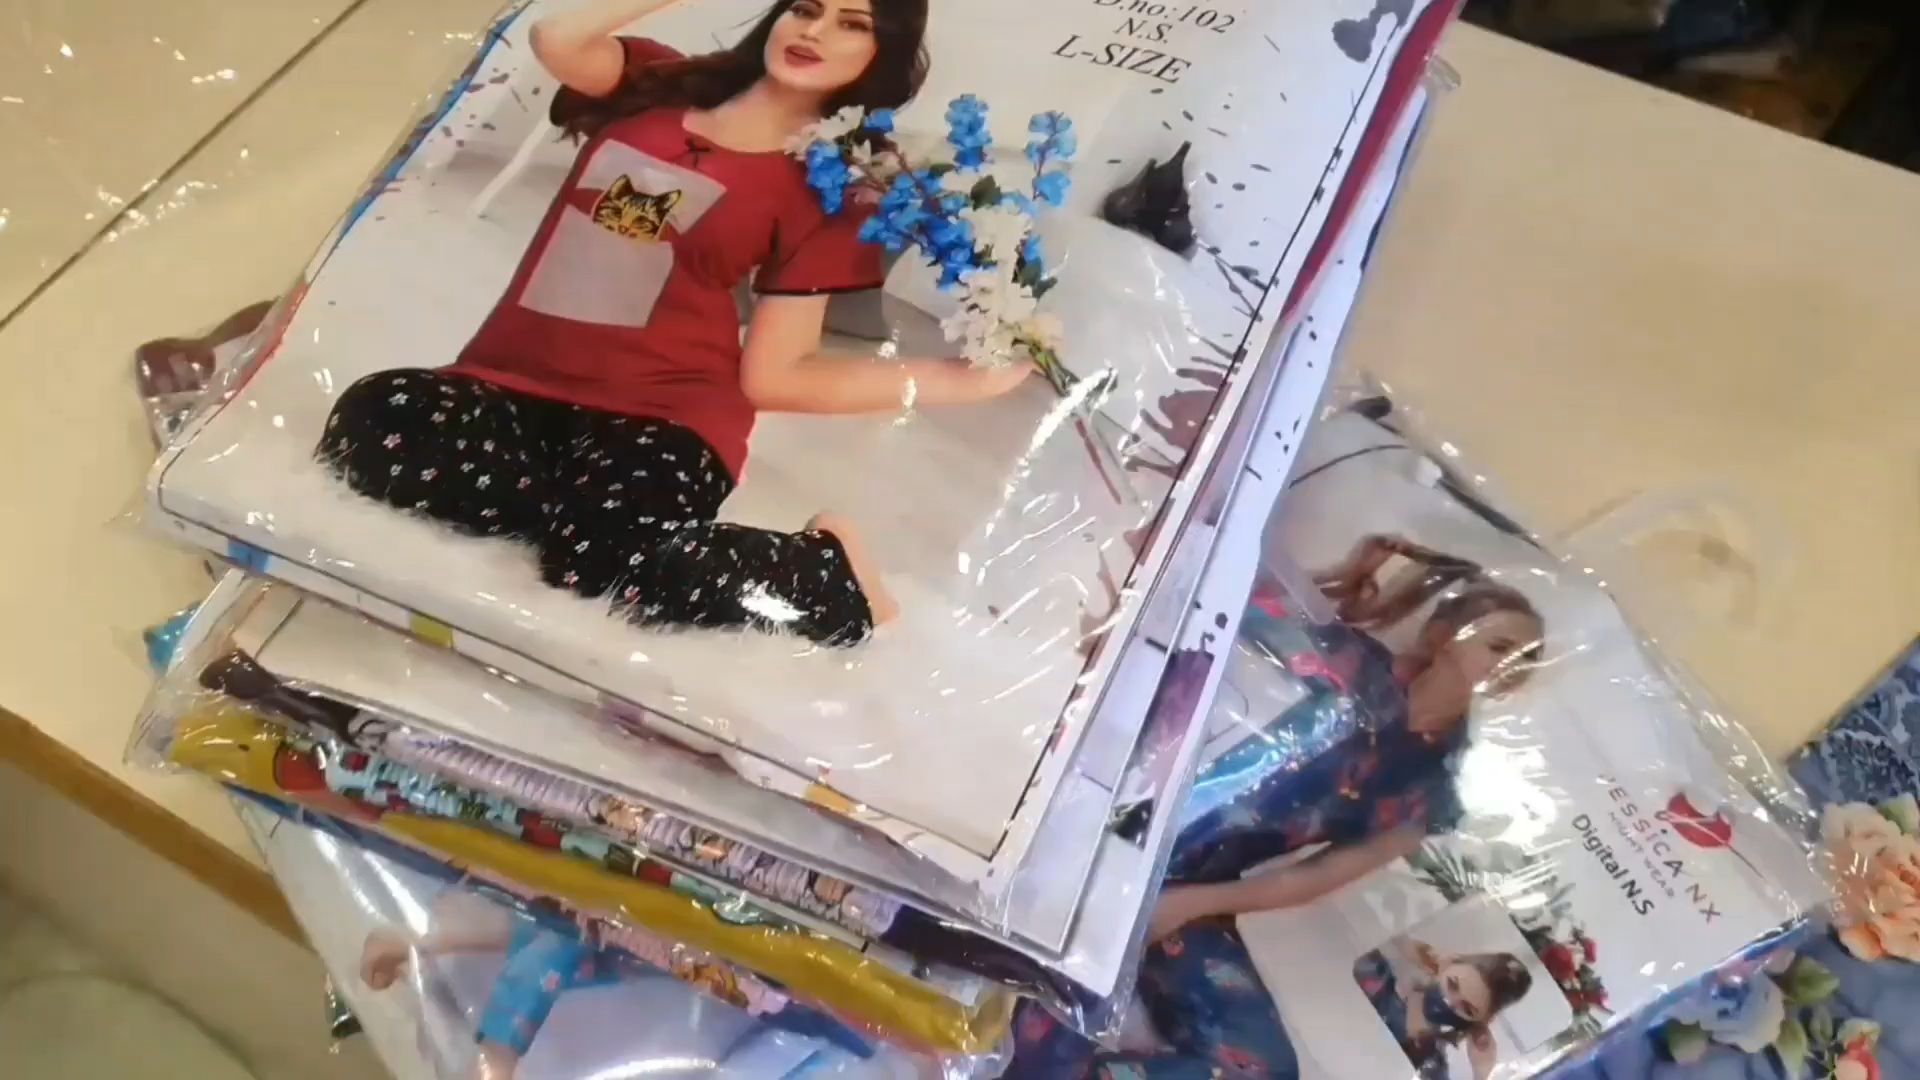 D.no:102
N.S.
L-SIZE
JESSICA NX
NIGHT WEAR
Digital N.S